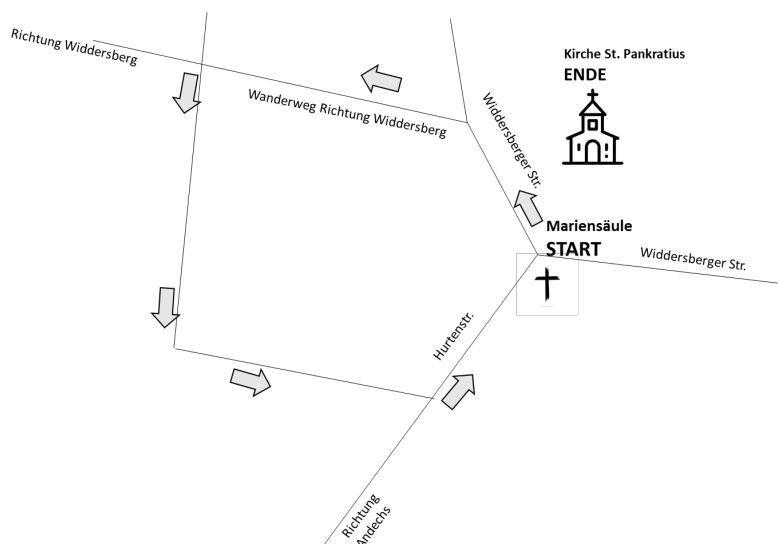 Richtung Widdersberg
Kirche St. Pankratius
ENDE
Wanderweg Richtung Widdersberg
Widdersberger Str.
Mariensäule
START
Widdersberger Str.
Hurtenstr.
Richtung
Andechs